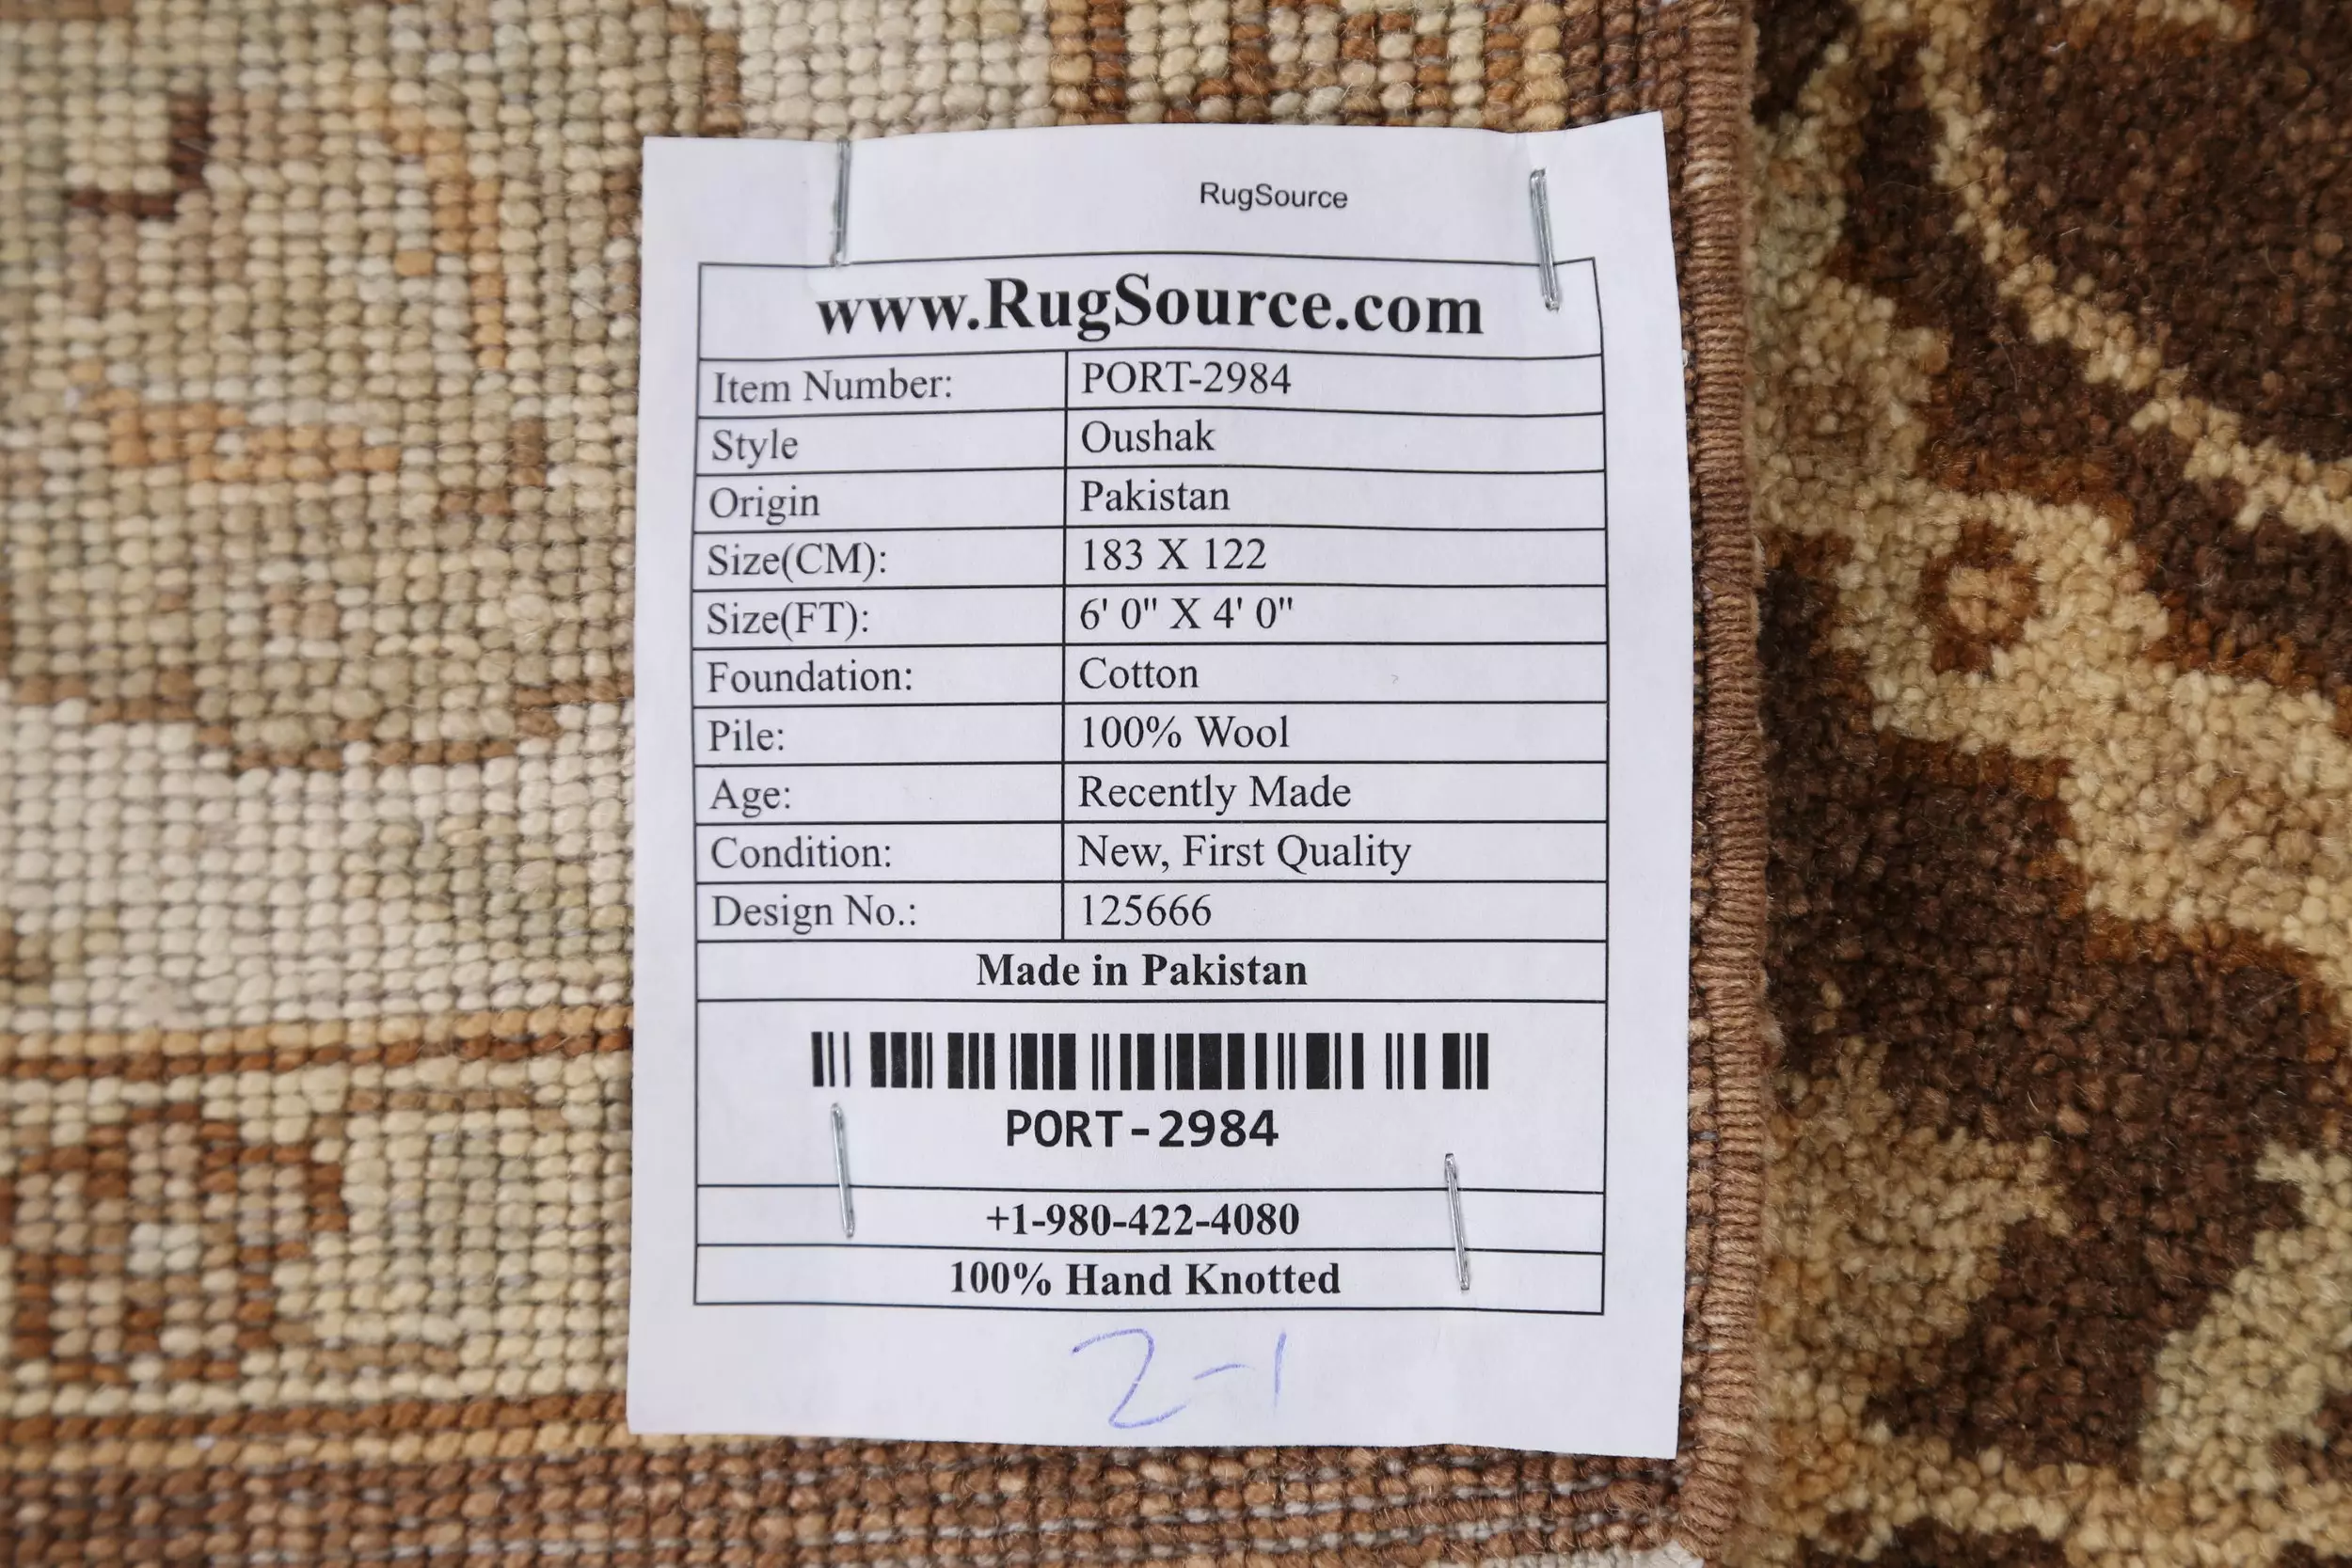 RugSource
www.RugSource.com
Item Number: PORT-2984
Style Oushak
Origin Pakistan
Size(CM): 183 X 122
Size(FT): 6' 0" X 4' 0"
Foundation: Cotton
Pile: 100% Wool
Age: Recently Made
Condition: New, First Quality
Design No.: 125666
Made in Pakistan
PORT-2984
+1-980-422-4080
100% Hand Knotted
2-1